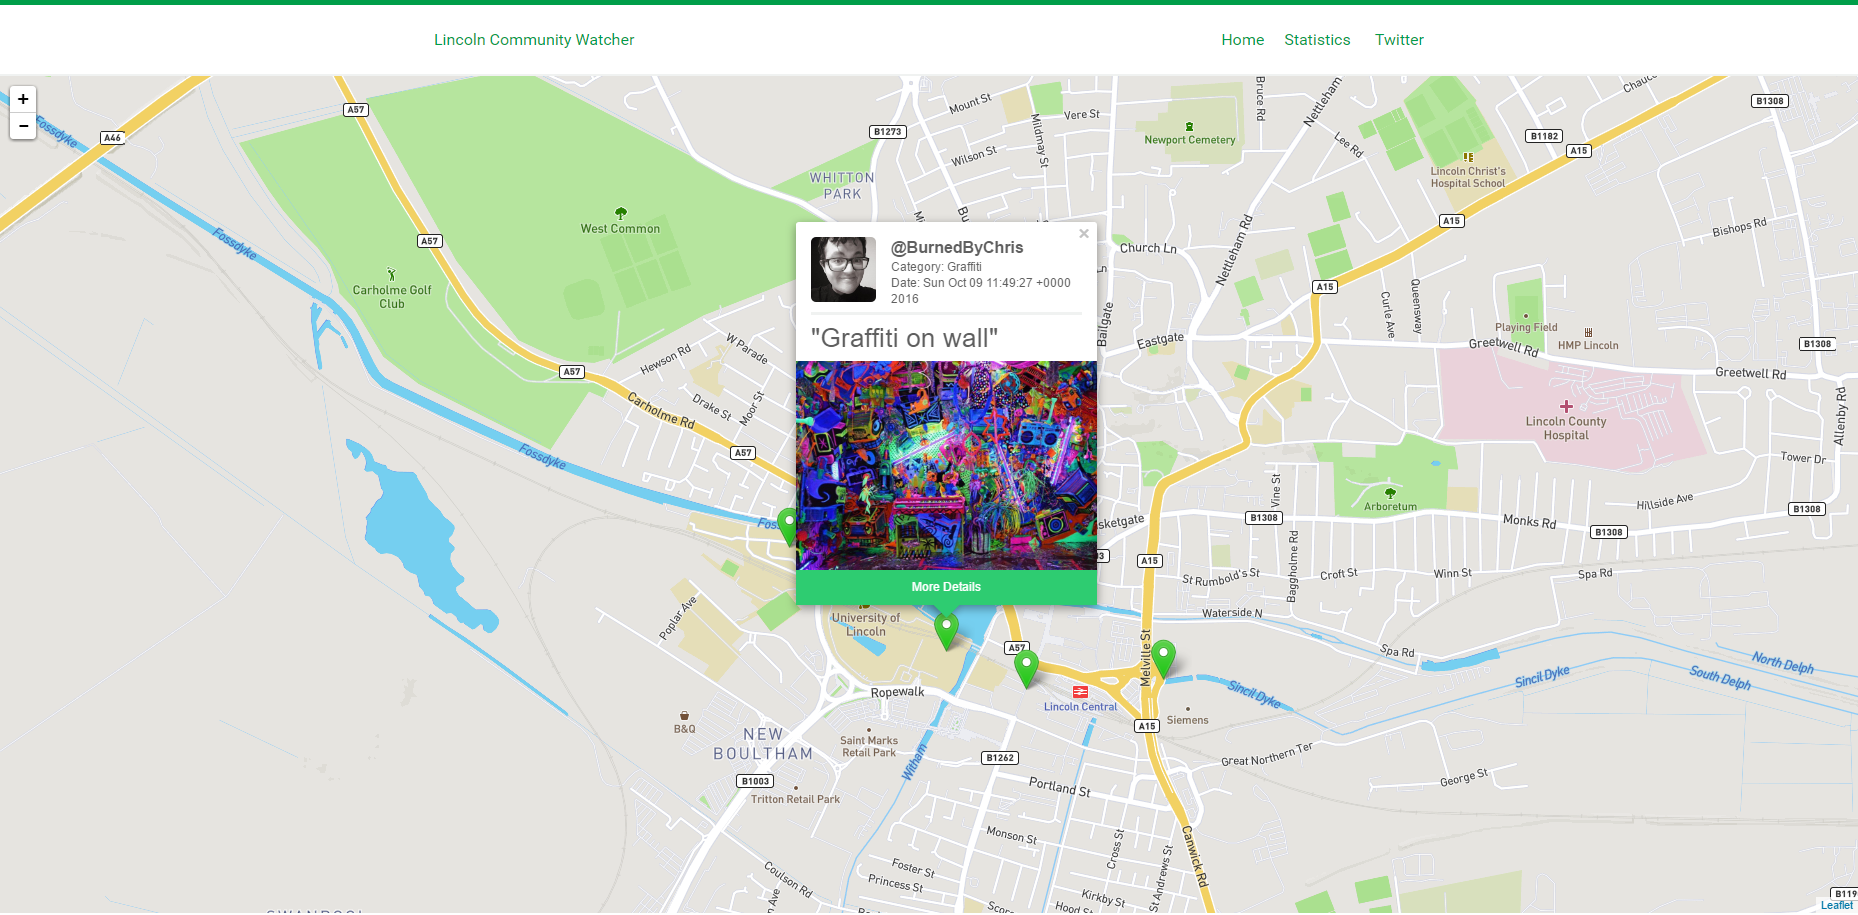 Lincoln Community Watcher
Home Statistics Twitter
+
−
A57
A46
Fossdyke
B1273
Mount St
Vere St
Mildmay St
Wilson St
Bruce Rd
Nettleham
Newport Cemetery
Lee Rd
B1182
A15
B1308
Lincoln Christ's
Hospital School
WHITTON
PARK
West Common
A57
Fossdyke
Carholme Golf
Club
Church Ln
Nettleham Rd
A15
Bishops Rd
A15
Curle Ave
Queensway
Playing Field
HMP Lincoln
Greetwell Rd
B1308
Greetwell Rd
Allenby Rd
×
@BurnedByChris
Category: Graffiti
Date: Sun Oct 09 11:49:27 +0000
2016
"Graffiti on wall"
More Details
Bailgate
Eastgate
W Parade
Hewson Rd
A57
Drake St
Moor St
Carholme Rd
A57
Fossdyke
Lincoln County
Hospital
Tower Dr
Hillside Ave
Arboretum
Vine St
B1308
Monks Rd
B1308
B1308
A15
St Rumbold's St
Baggholme Rd
Croft St
Winn St
Spa Rd
Waterside N
Poplar Ave
University of
Lincoln
A57
Melville St
Spa Rd
North Delph
South Delph
Sincil Dyke
Sincil Dyke
Ropewalk
Lincoln Central
Siemens
A15
B&Q
NEW
BOULTHAM
Saint Marks
Retail Park
Witham
B1262
Great Northern Ter
George St
B1003
Tritton Retail Park
Portland St
Monson St
Cross St
Canwick Rd
Foster St
Princess St
Coulson Rd
Kirkby St
St Andrews St
Leaflet